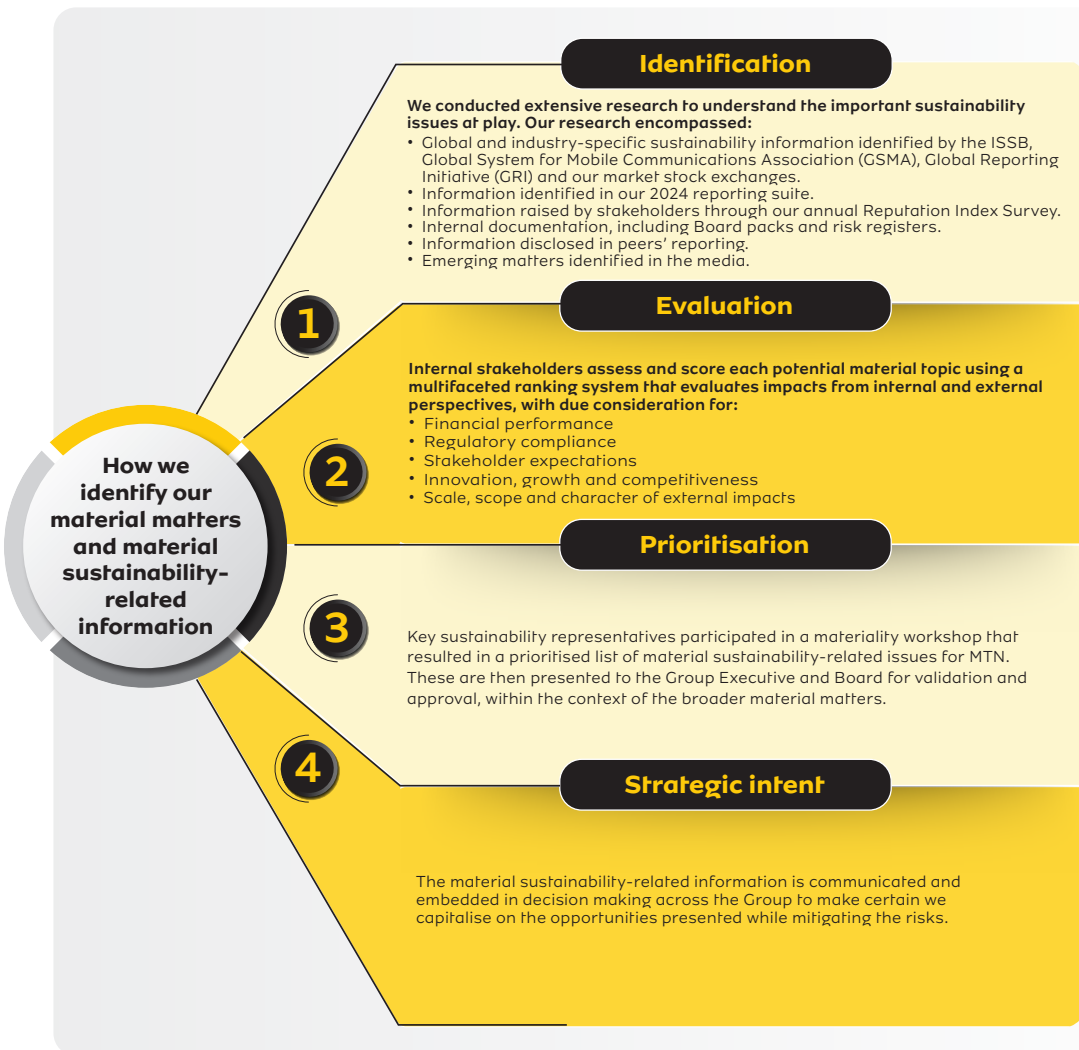 How we
identify our
material matters
and material
sustainability-
related
information
1
Identification
We conducted extensive research to understand the important sustainability
issues at play. Our research encompassed:
• Global and industry-specific sustainability information identified by the ISSB,
Global System for Mobile Communications Association (GSMA), Global Reporting
Initiative (GRI) and our market stock exchanges.
• Information identified in our 2024 reporting suite.
• Information raised by stakeholders through our annual Reputation Index Survey.
• Internal documentation, including Board packs and risk registers.
• Information disclosed in peers' reporting.
• Emerging matters identified in the media.
2
Evaluation
Internal stakeholders assess and score each potential material topic using a
multifaceted ranking system that evaluates impacts from internal and external
perspectives, with due consideration for:
• Financial performance
• Regulatory compliance
• Stakeholder expectations
• Innovation, growth and competitiveness
• Scale, scope and character of external impacts
3
Prioritisation
Key sustainability representatives participated in a materiality workshop that
resulted in a prioritised list of material sustainability-related issues for MTN.
These are then presented to the Group Executive and Board for validation and
approval, within the context of the broader material matters.
4
Strategic intent
The material sustainability-related information is communicated and
embedded in decision making across the Group to make certain we
capitalise on the opportunities presented while mitigating the risks.